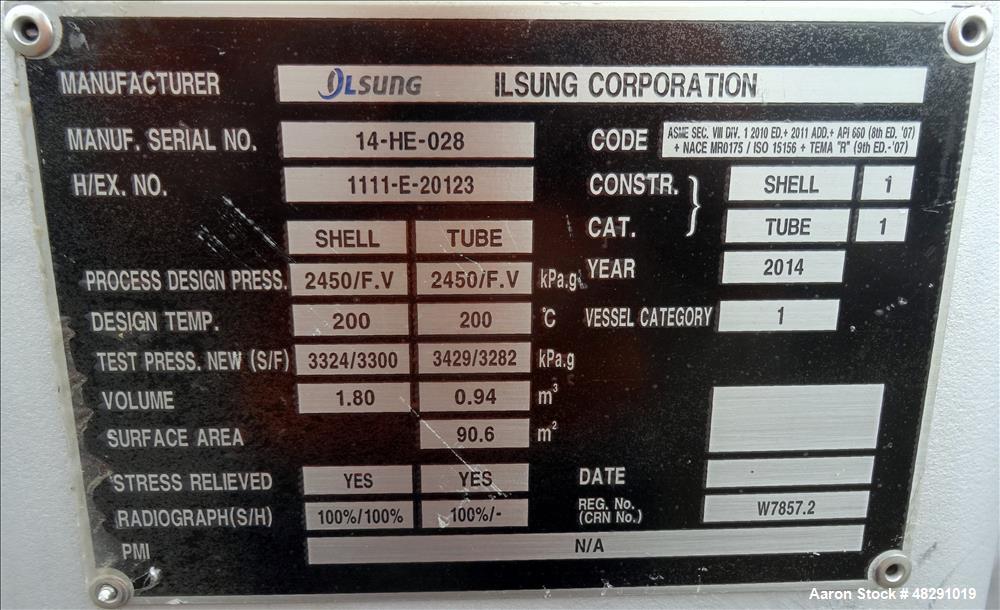 MANUFACTURER ILSUNG ILSUNG CORPORATION
MANUF. SERIAL NO. 14-HE-028
CODE ASME SEC. VIII DIV. 1 2010 ED.+ 2011 ADD.+ API 660 (8th ED. '07)
+ NACE MR0175 / ISO 15156 + TEMA "R" (9th ED.-'07)
H/EX. NO. 1111-E-20123
CONSTR. SHELL 1
CAT. TUBE 1
SHELL TUBE
PROCESS DESIGN PRESS. 2450/F.V 2450/F.V kPa.g
YEAR 2014
DESIGN TEMP. 200 200 °C
VESSEL CATEGORY 1
TEST PRESS. NEW (S/F) 3324/3300 3429/3282 kPa.g
VOLUME 1.80 0.94 m³
SURFACE AREA 90.6 m²
STRESS RELIEVED YES YES
DATE
RADIOGRAPH(S/H) 100%/100% 100%/-
REG. No.
(CRN No.) W7857.2
PMI N/A
Aaron Stock # 48291019